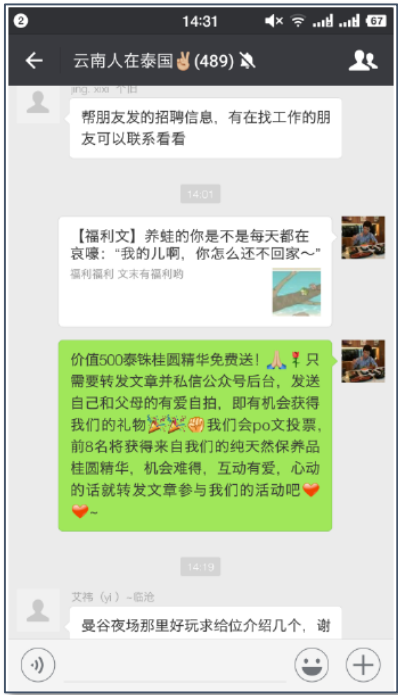 2
14:31
67
云南人在泰国✌🏼(489)
jing. xixi 个旧
帮朋友发的招聘信息，有在找工作的朋
友可以联系看看
14:01
【福利文】养蛙的你是不是每天都在
哀嚎：“我的儿啊，你怎么还不回家～”
福利福利 文末有福利哟
价值500泰铢桂圆精华免费送！🙏🏼🌹只
需要转发文章并私信公众号后台，发送
自己和父母的有爱自拍，即有机会获得
我们的礼物🎉🎉✊我们会po文投票,
前8名将获得来自我们的纯天然保养品
桂圆精华，机会难得，互动有爱，心动
的话就转发文章参与我们的活动吧❤️
❤️~
14:19
艾祎（yi ）~临沧
曼谷夜场那里好玩求给位介绍几个，谢